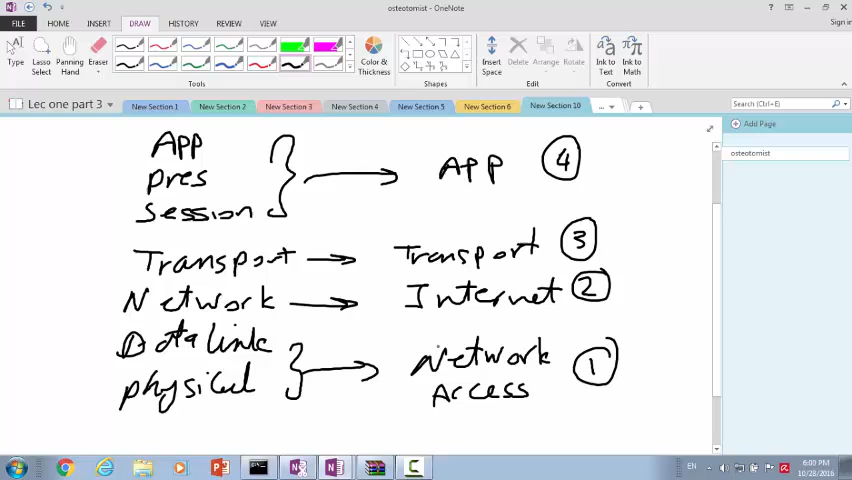 osteotomist - OneNote
FILE HOME INSERT DRAW HISTORY REVIEW VIEW
Sign in
Type Lasso Select Panning Hand Eraser Color & Thickness Insert Space Delete Arrange Rotate Ink to Text Ink to Math
Tools Shapes Edit Convert
Lec one part 3 New Section 1 New Section 2 New Section 3 New Section 4 New Section 5 New Section 6 New Section 10 ... Search (Ctrl+E)
Add Page
osteotomist
App
pres
Session
App 4
Transport Transport 3
Network Internet 2
Data link
physical
Network Access 1
EN 6:00 PM
10/28/2016